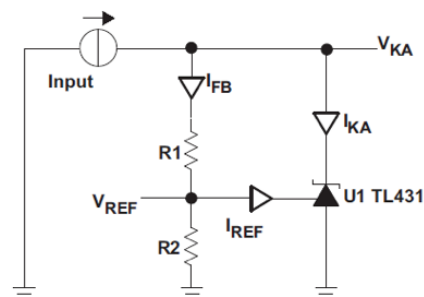 V_KA
Input
I_FB
I_KA
R1
V_REF
I_REF
U1 TL431
R2